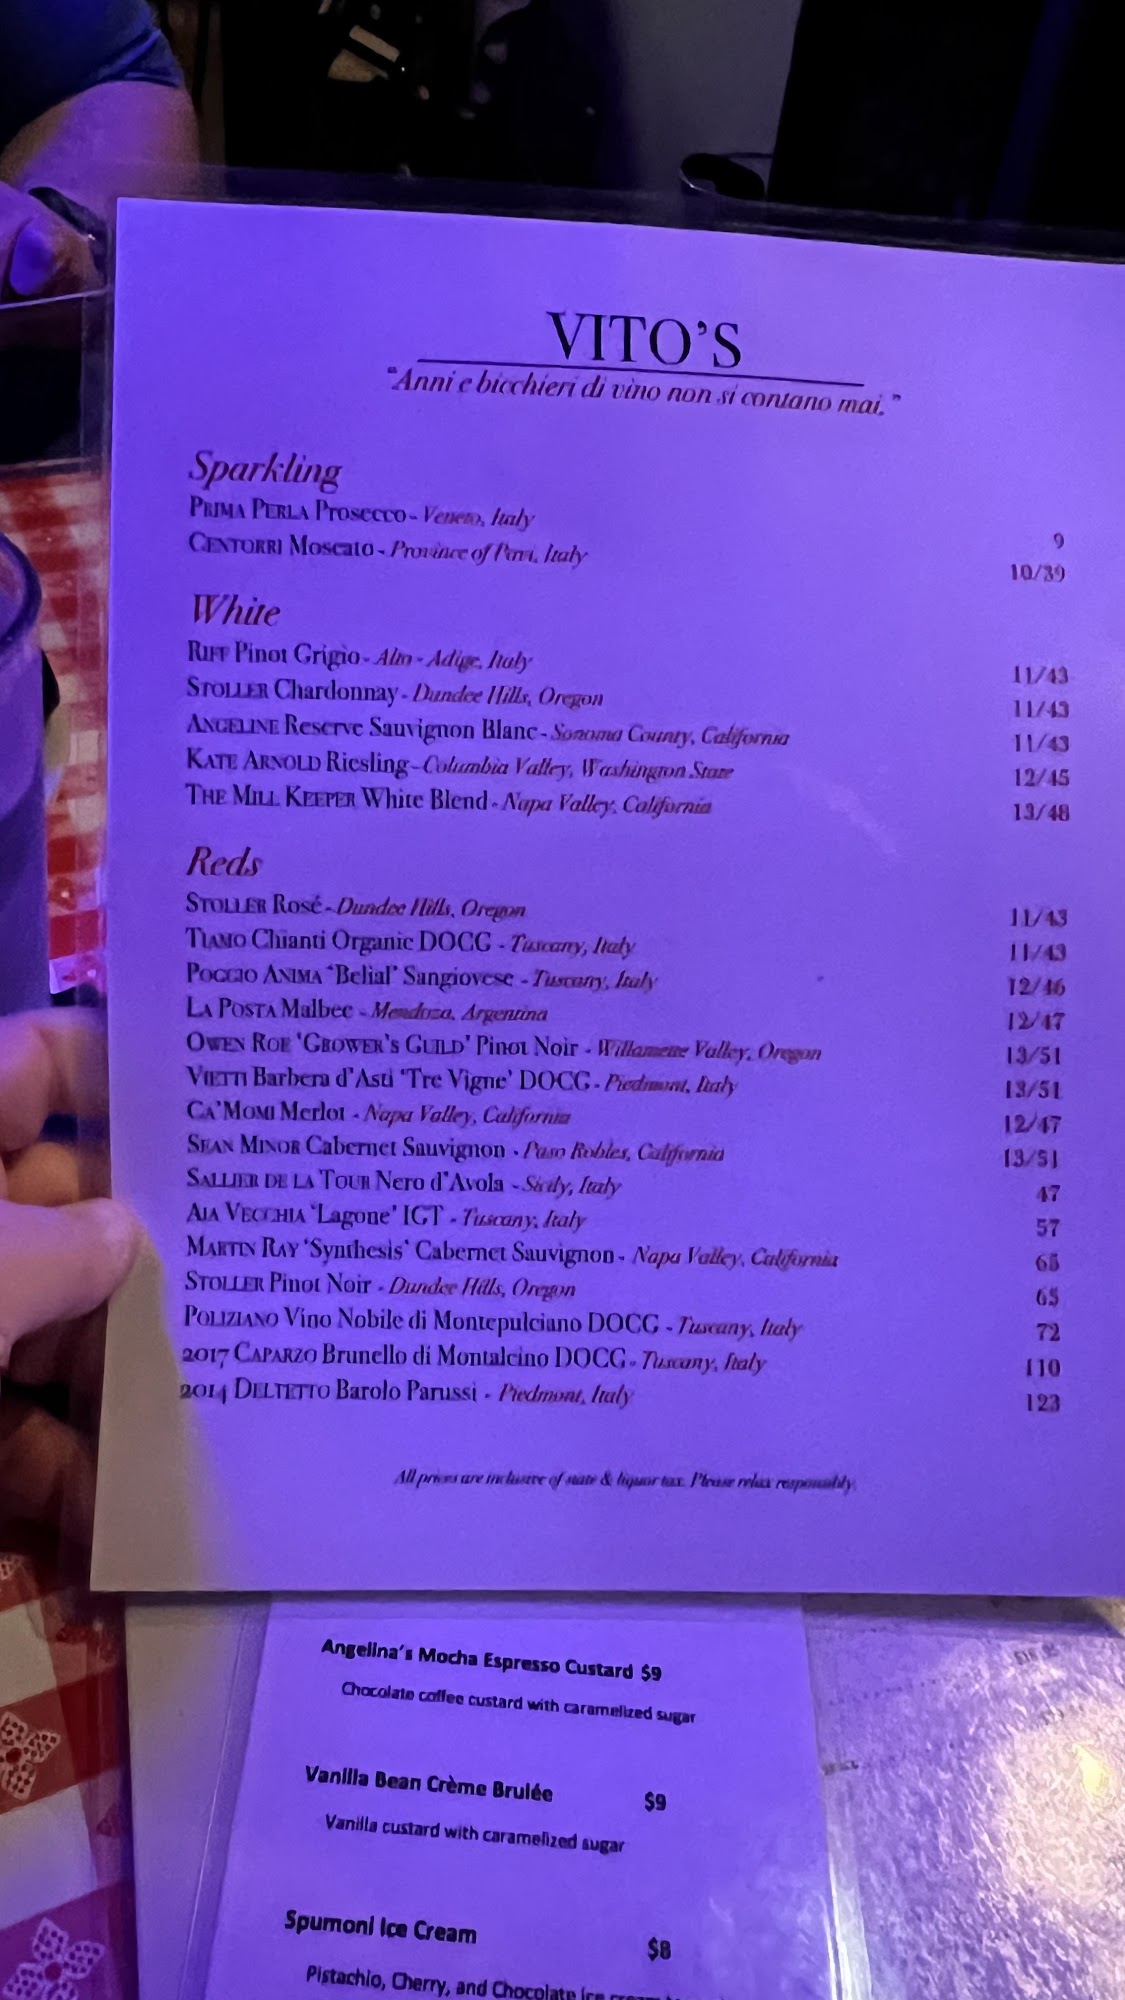 VITO'S
"Anni e bicchieri di vino non si contano mai."
Sparkling
PRIMA PERLA Prosecco - Veneto, Italy 9
CENTORRI Moscato - Province of Pavi, Italy 10/39
White
RIFF Pinot Grigio - Alto - Adige, Italy 11/43
STOLLER Chardonnay - Dundee Hills, Oregon 11/43
ANGELINE Reserve Sauvignon Blanc - Sonoma County, California 11/43
KATE ARNOLD Riesling - Columbia Valley, Washington State 12/45
THE MILL KEEPER White Blend - Napa Valley, California 13/48
Reds
STOLLER Rosé - Dundee Hills, Oregon 11/43
TIAMO Chianti Organic DOCG - Tuscany, Italy 11/43
POGGIO ANIMA 'Belial' Sangiovese - Tuscany, Italy 12/46
LA POSTA Malbec - Mendoza, Argentina 12/47
OWEN ROE 'GROWER'S GUILD' Pinot Noir - Willamette Valley, Oregon 13/51
VIETTI Barbera d'Asti 'Tre Vigne' DOCG - Piedmont, Italy 13/51
CA'MOMI Merlot - Napa Valley, California 12/47
SEAN MINOR Cabernet Sauvignon - Paso Robles, California 13/51
SALLIER DE LA TOUR Nero d'Avola - Sicily, Italy 47
AIA VECCHIA 'Lagone' IGT - Tuscany, Italy 57
MARTIN RAY 'Synthesis' Cabernet Sauvignon - Napa Valley, California 65
STOLLER Pinot Noir - Dundee Hills, Oregon 65
POLIZIANO Vino Nobile di Montepulciano DOCG - Tuscany, Italy 72
2017 CAPARZO Brunello di Montalcino DOCG - Tuscany, Italy 110
2014 DELTETTO Barolo Parussi - Piedmont, Italy 123
All prices are inclusive of state & liquor tax. Please relax responsibly.
Angelina's Mocha Espresso Custard $9
Chocolate coffee custard with caramelized sugar
Vanilla Bean Crème Brulée $9
Vanilla custard with caramelized sugar
Spumoni Ice Cream $8
Pistachio, Cherry, and Chocolate ice